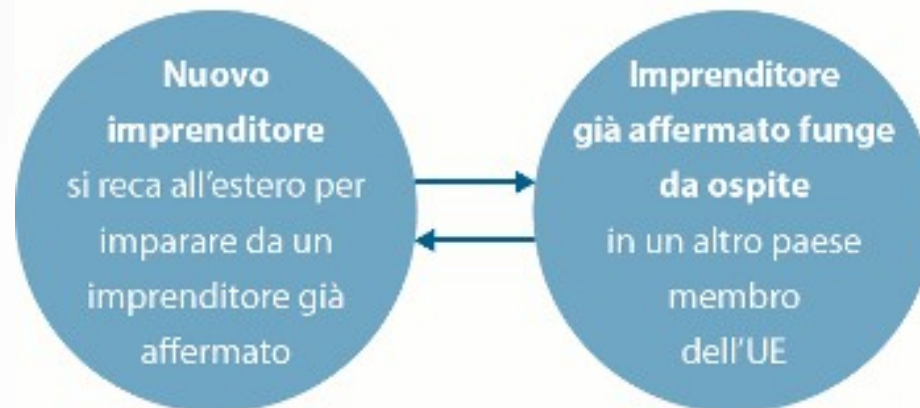 Nuovo
imprenditore
si reca all'estero per
imparare da un
imprenditore già
affermato
Imprenditore
già affermato funge
da ospite
in un altro paese
membro
dell'UE